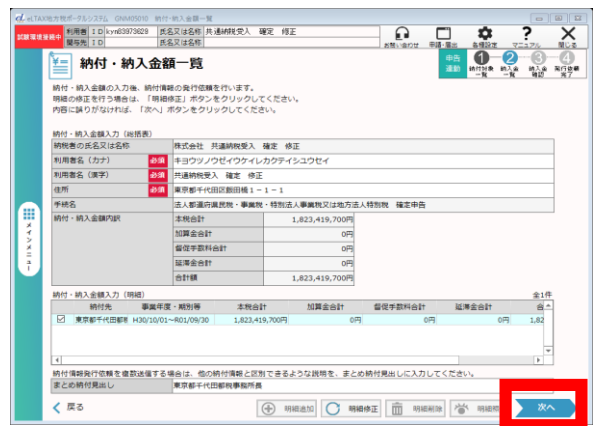 eLTAX地方税ポータルシステム GNM05010 納付・納入金額一覧
試験環境接続中
利用者ID kyn83973628 氏名又は名称 共通納税受入 確定 修正
関与先ID 氏名又は名称
お問い合わせ 申請・届出 各種設定 マニュアル 閉じる
納付・納入金額一覧
申告連動
1 2 3 4
納付対象一覧 納入金一覧 納入金確認 発行依頼完了
納付・納入金額の入力後、納付情報の発行依頼を行います。
明細の修正を行う場合は、「明細修正」ボタンをクリックしてください。
内容に誤りがなければ、「次へ」ボタンをクリックしてください。
納付・納入金額入力（総括表）
納税者の氏名又は名称 株式会社 共通納税受入 確定 修正
利用者名（カナ） 必須 キヨウツノウゼイウケイレカクテイシユウセイ
利用者名（漢字） 必須 共通納税受入 確定 修正
住所 必須 東京都千代田区飯田橋１－１－１
手続名 法人都道府県民税・事業税・特別法人事業税又は地方法人特別税 確定申告
納付・納入金額内訳 本税合計 1,823,419,700円
加算金合計 0円
督促手数料合計 0円
延滞金合計 0円
合計額 1,823,419,700円
メインメニュー
納付・納入金額入力（明細） 全1件
納付先 事業年度・期別等 本税合計 加算金合計 督促手数料合計 延滞金合計
東京都千代田都税 H30/10/01～R01/09/30 1,823,419,700円 0円 0円 0円 1,82
納付情報発行依頼を複数送信する場合は、他の納付情報と区別できるような説明を、まとめ納付見出しに入力してください。
まとめ納付見出し 東京都千代田都税事務所長
戻る 明細追加 明細修正 明細削除 明細 次へ